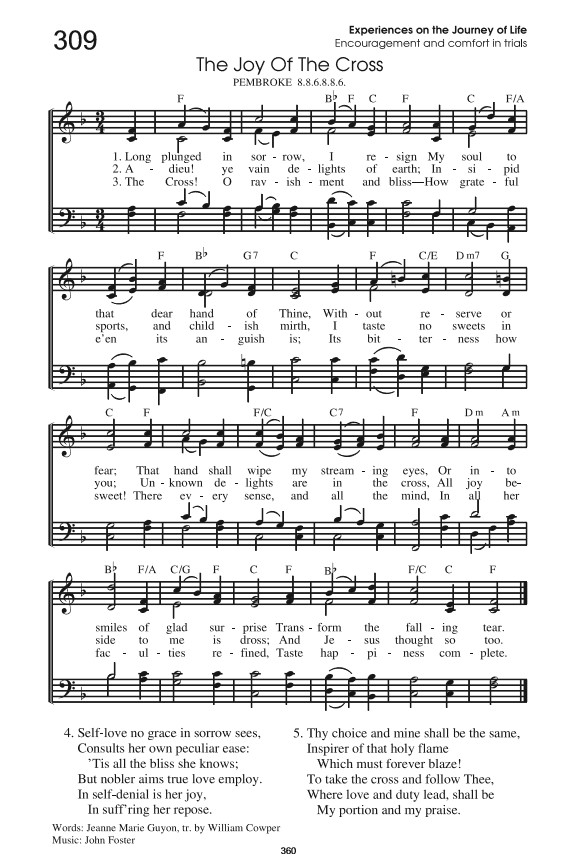 309
Experiences on the Journey of Life
Encouragement and comfort in trials
The Joy Of The Cross
PEMBROKE 8.8.6.8.8.6.
F C B♭ F C F C F/A
1. Long plunged in sor - row, I re - sign My soul to
2. A - dieu! ye vain de - lights of earth; In - si - pid
3. The Cross! O rav - ish - ment and bliss—How grate - ful
F B♭ G7 C F C/E D m7 G
that dear hand of Thine, With - out re - serve or
sports, and child - ish mirth, I taste no sweets in
e'en its an - guish is; Its bit - ter - ness how
C F F/C C7 F A D m A m
fear; That hand shall wipe my stream - ing eyes, Or in - to
you; Un - known de - lights are in the cross, All joy be-
sweet! There ev - ery sense, and all the mind, In all her
B♭ F/A C/G F C F B♭ F/C C F
smiles of glad sur - prise Trans - form the fall - ing tear.
side to me is dross; And Je - sus thought so too.
fac - ul - ties re - fined, Taste hap - pi - ness com - plete.
4. Self-love no grace in sorrow sees,
Consults her own peculiar ease:
'Tis all the bliss she knows;
But nobler aims true love employ.
In self-denial is her joy,
In suff'ring her repose.
5. Thy choice and mine shall be the same,
Inspirer of that holy flame
Which must forever blaze!
To take the cross and follow Thee,
Where love and duty lead, shall be
My portion and my praise.
Words: Jeanne Marie Guyon, tr. by William Cowper
Music: John Foster
360